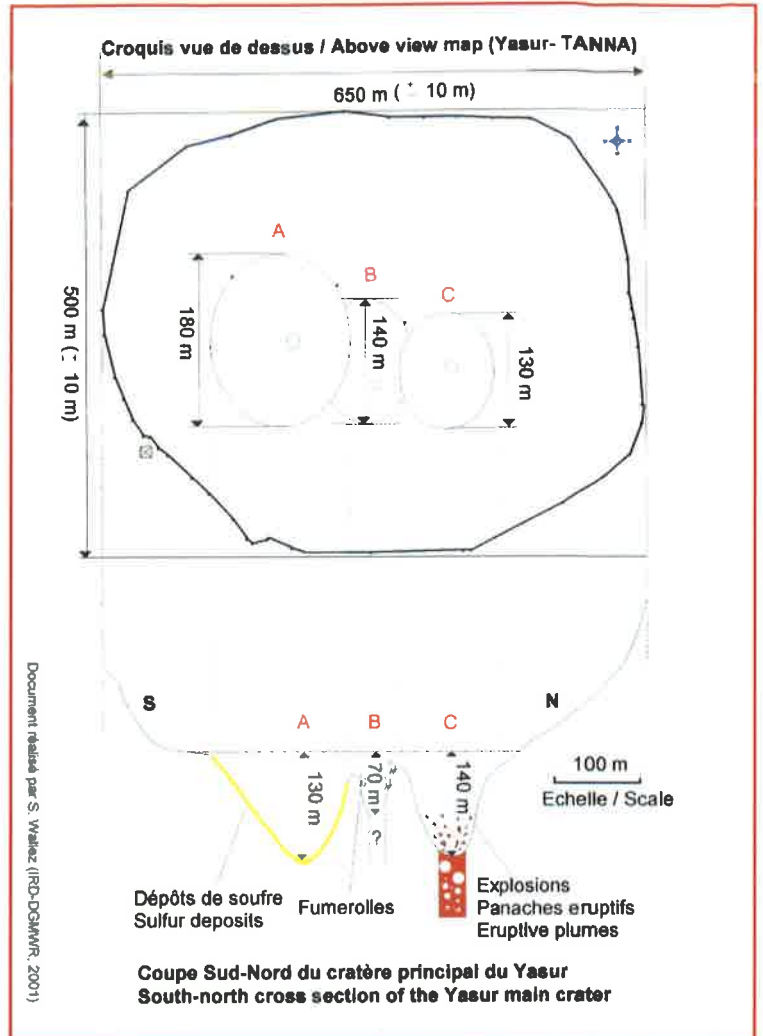 Croquis vue de dessus / Above view map (Yasur- TANNA)
650 m ( ± 10 m)
500 m ( ± 10 m)
A
B
C
180 m
140 m
130 m
S
N
A
B
C
130 m
70 m
?
140 m
100 m
Echelle / Scale
Dépôts de soufre
Sulfur deposits
Fumerolles
Explosions
Panaches eruptifs
Eruptive plumes
Coupe Sud-Nord du cratère principal du Yasur
South-north cross section of the Yasur main crater
Document réalisé par S. Wallez (IRD-DGMWR, 2001)